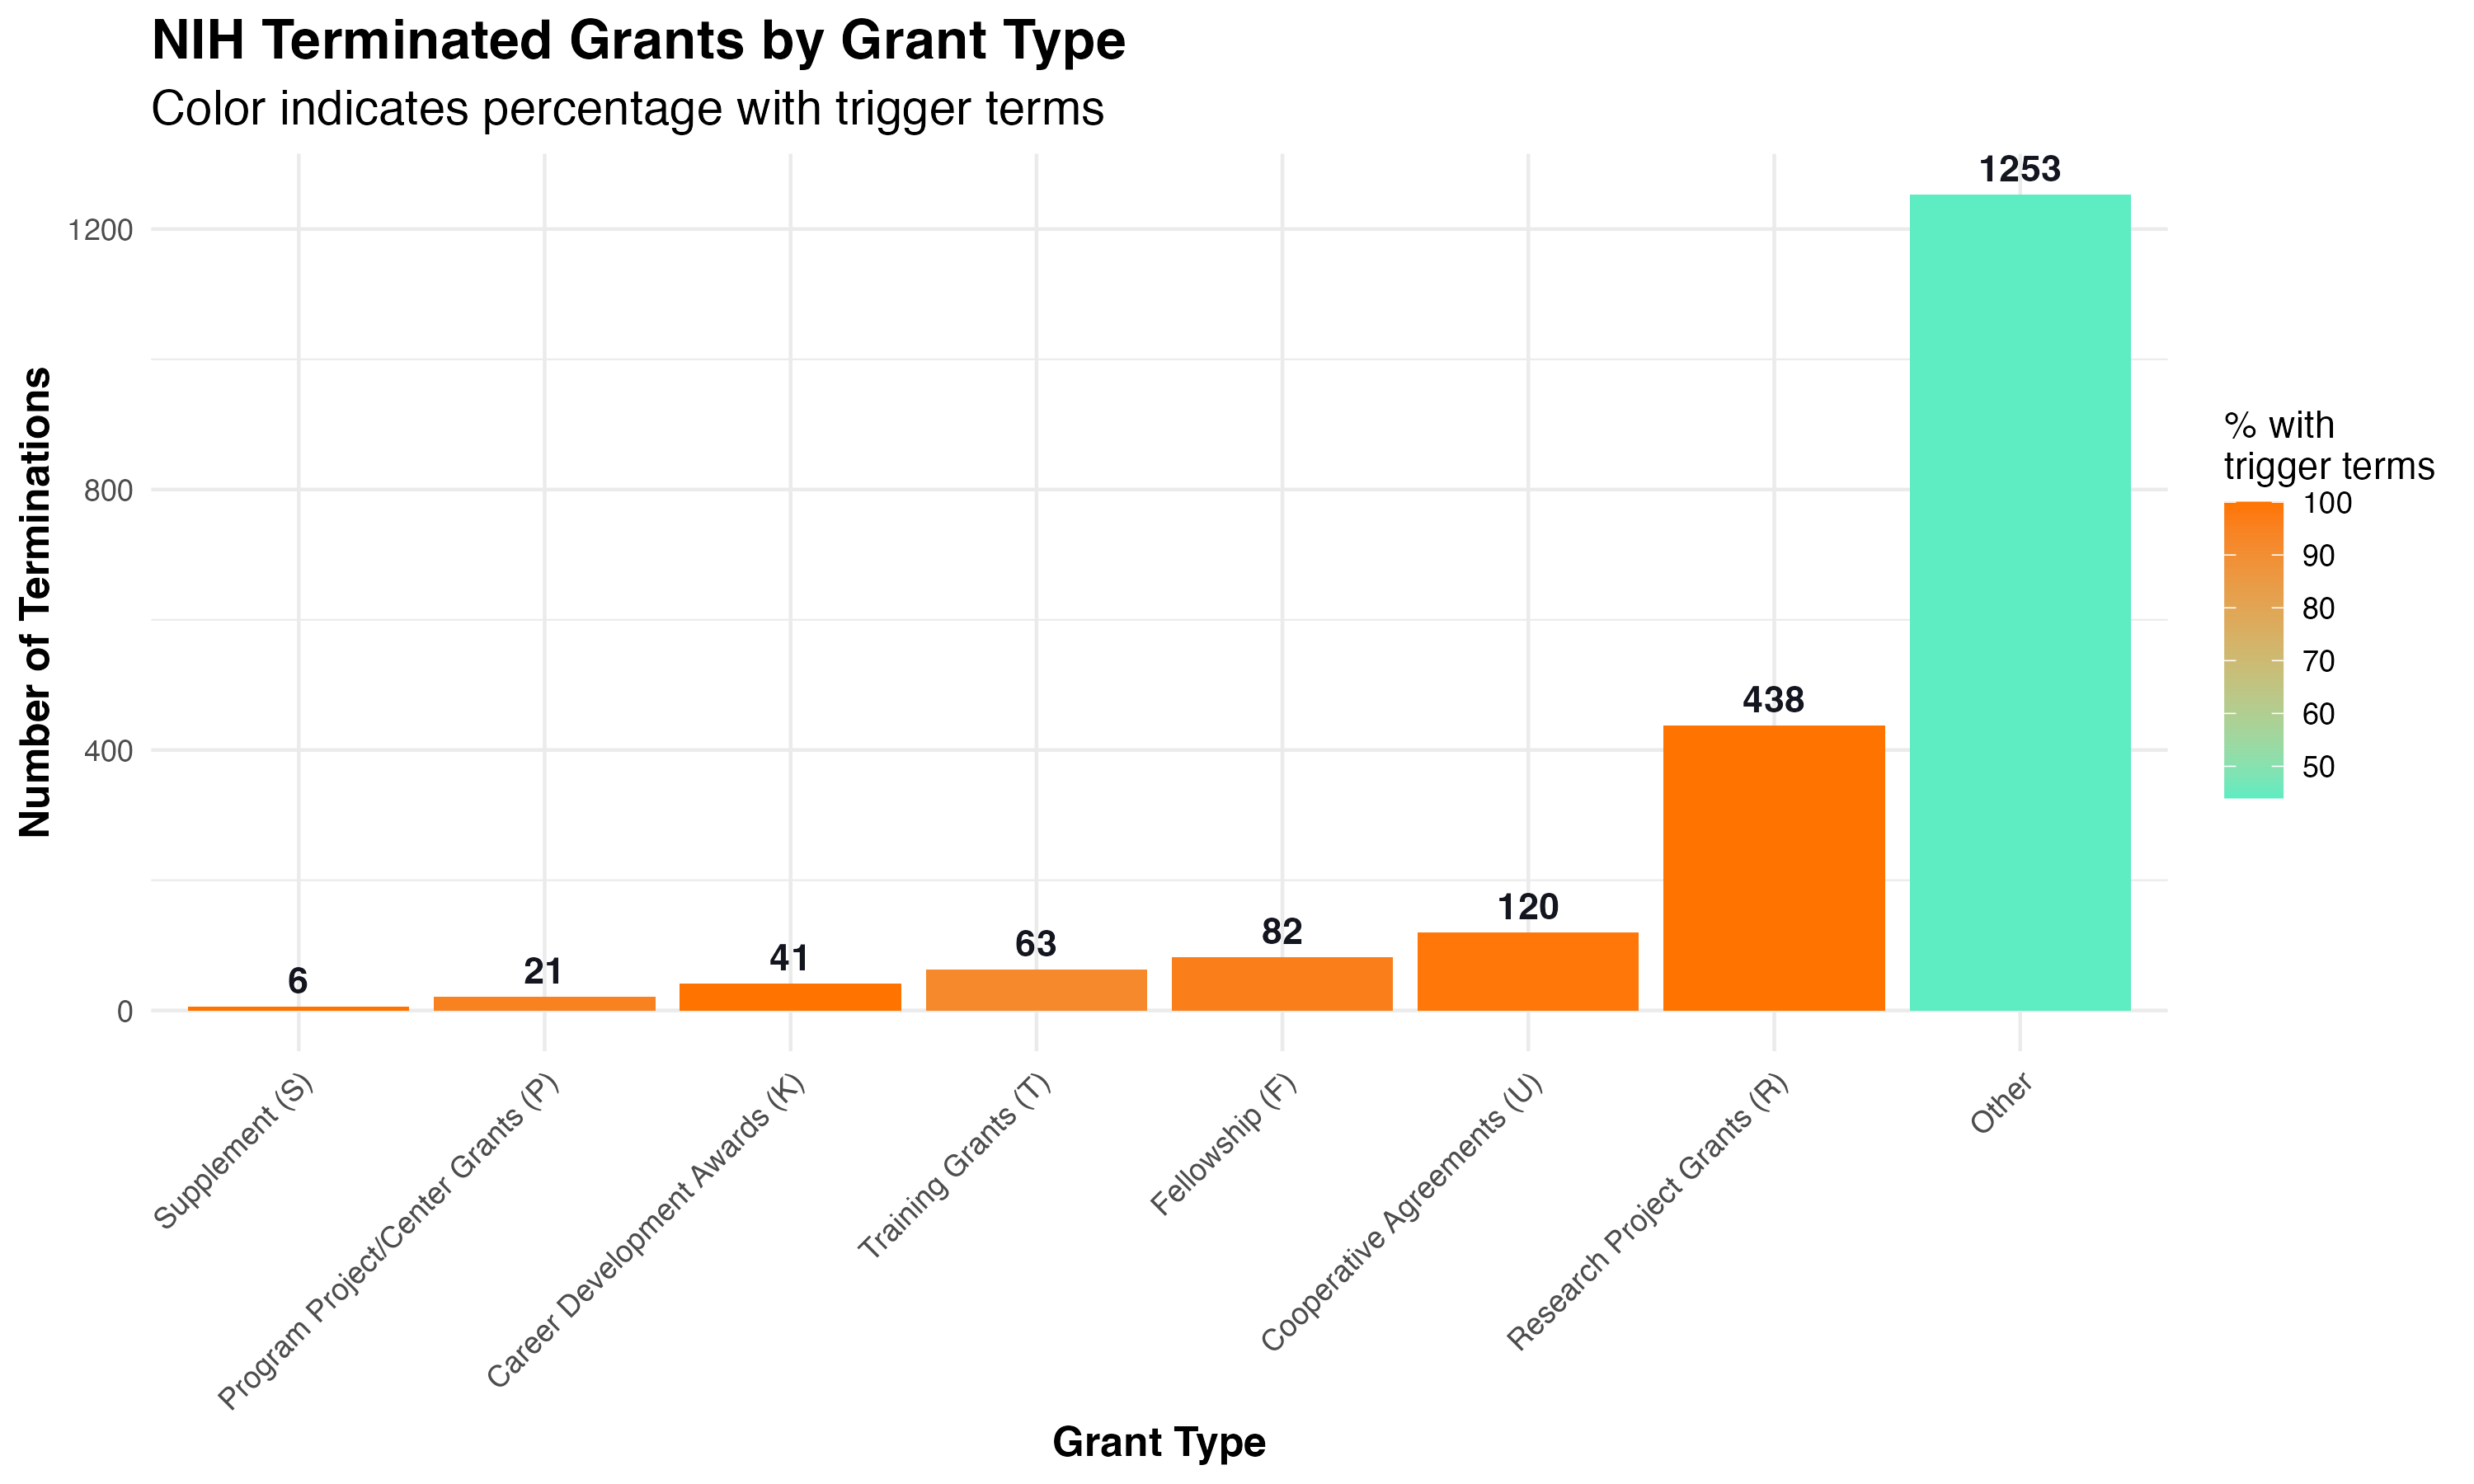 NIH Terminated Grants by Grant Type
Color indicates percentage with trigger terms
Number of Terminations
1200
800
400
0
6
21
41
63
82
120
438
1253
Supplement (S)
Program Project/Center Grants (P)
Career Development Awards (K)
Training Grants (T)
Fellowship (F)
Cooperative Agreements (U)
Research Project Grants (R)
Other
Grant Type
% with
trigger terms
100
90
80
70
60
50